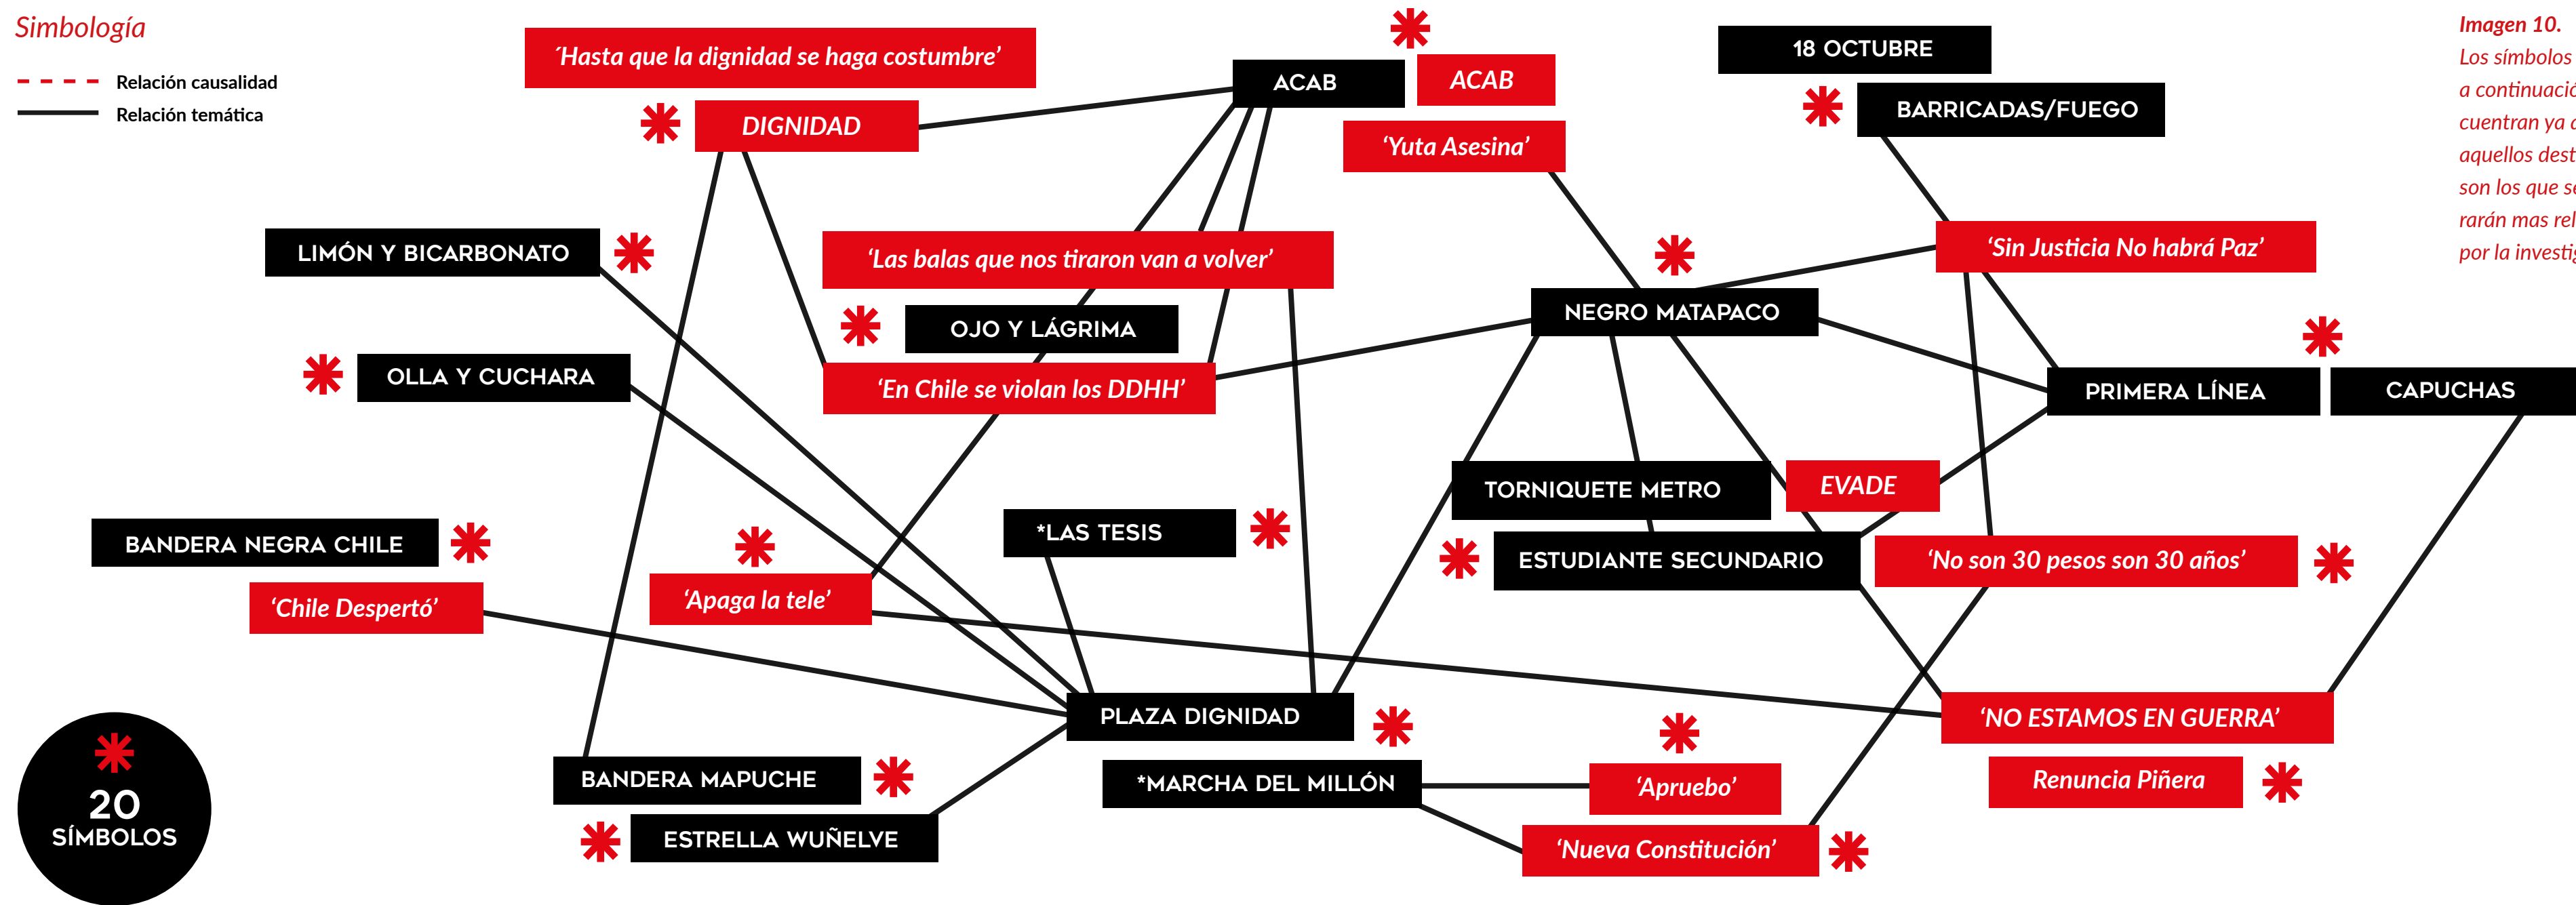 Simbología
Relación causalidad
Relación temática
´Hasta que la dignidad se haga costumbre’
DIGNIDAD
ACAB
ACAB
‘Yuta Asesina’
18 OCTUBRE
BARRICADAS/FUEGO
Imagen 10.
Los símbolos
a
cuentran ya
aquellos
son los que
rarán mas
por la
LIMÓN Y BICARBONATO
‘Las balas que nos tiraron van a volver’
‘Sin Justicia No habrá Paz’
OJO Y LÁGRIMA
NEGRO MATAPACO
OLLA Y CUCHARA
‘En Chile se violan los DDHH’
PRIMERA LÍNEA
CAPUCHAS
TORNIQUETE METRO
EVADE
BANDERA NEGRA CHILE
*LAS TESIS
ESTUDIANTE SECUNDARIO
‘No son 30 pesos son 30 años’
‘Chile Despertó’
‘Apaga la tele’
PLAZA DIGNIDAD
‘NO ESTAMOS EN GUERRA’
BANDERA MAPUCHE
*MARCHA DEL MILLÓN
‘Apruebo’
Renuncia Piñera
ESTRELLA WUÑELVE
‘Nueva Constitución’
20
SÍMBOLOS